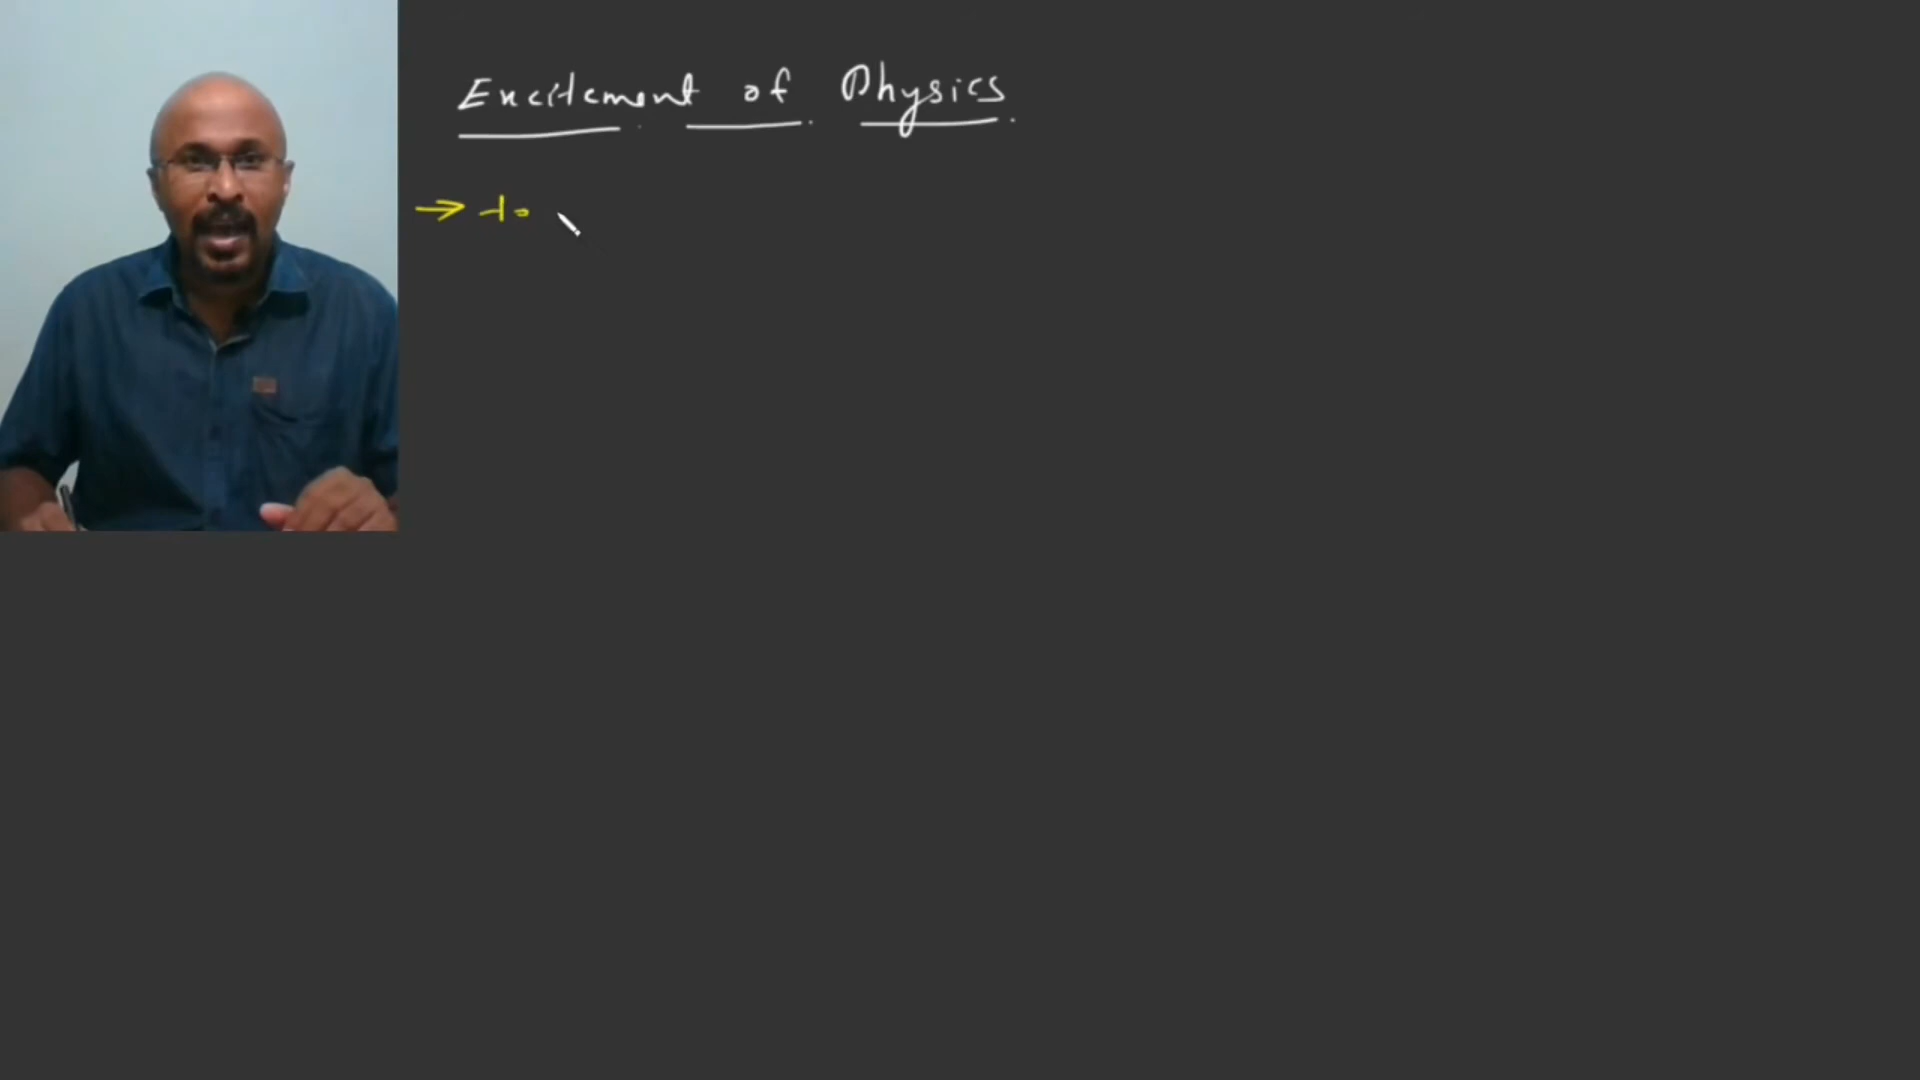 Excitement of Physics.
→ to